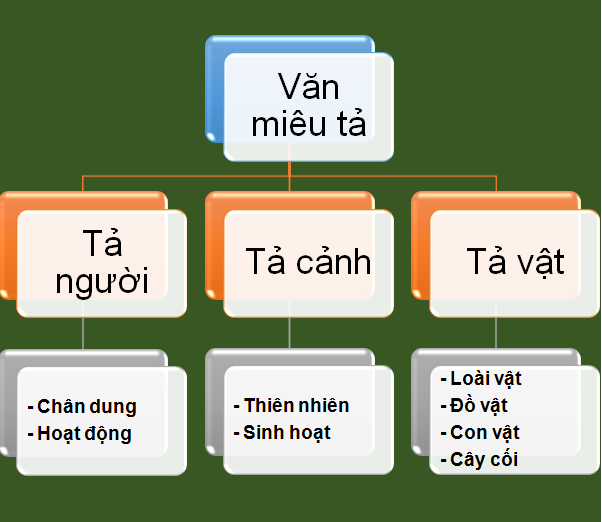 Văn
miêu tả
Tả
người
Tả cảnh
Tả vật
- Chân dung
- Hoạt động
- Thiên nhiên
- Sinh hoạt
- Loài vật
- Đồ vật
- Con vật
- Cây cối